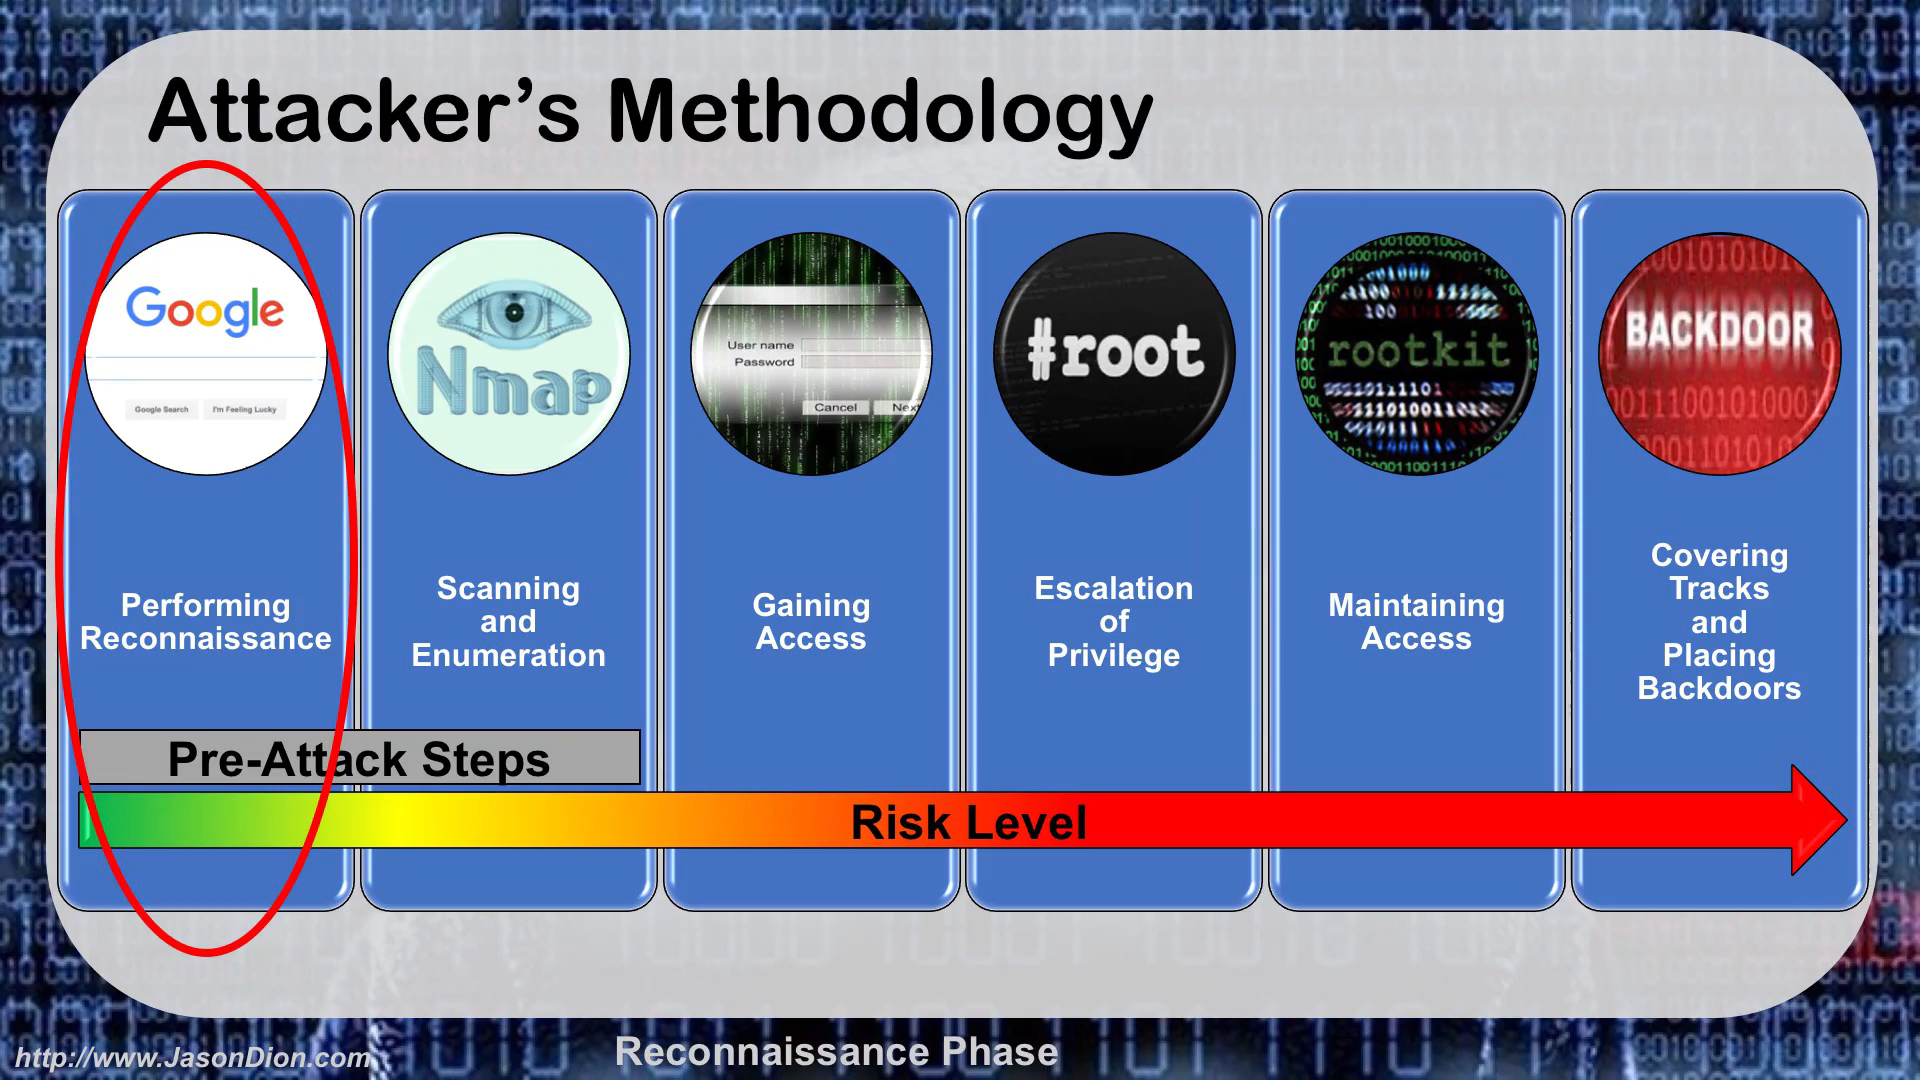 Attacker's Methodology
Google
Google Search
I'm Feeling Lucky
Performing
Reconnaissance
Nmap
Scanning
and
Enumeration
User name
Password
Cancel
Next
Gaining
Access
#root
Escalation
of
Privilege
rootkit
Maintaining
Access
BACKDOOR
Covering
Tracks
and
Placing
Backdoors
Pre-Attack Steps
Risk Level
http://www.JasonDion.com
Reconnaissance Phase